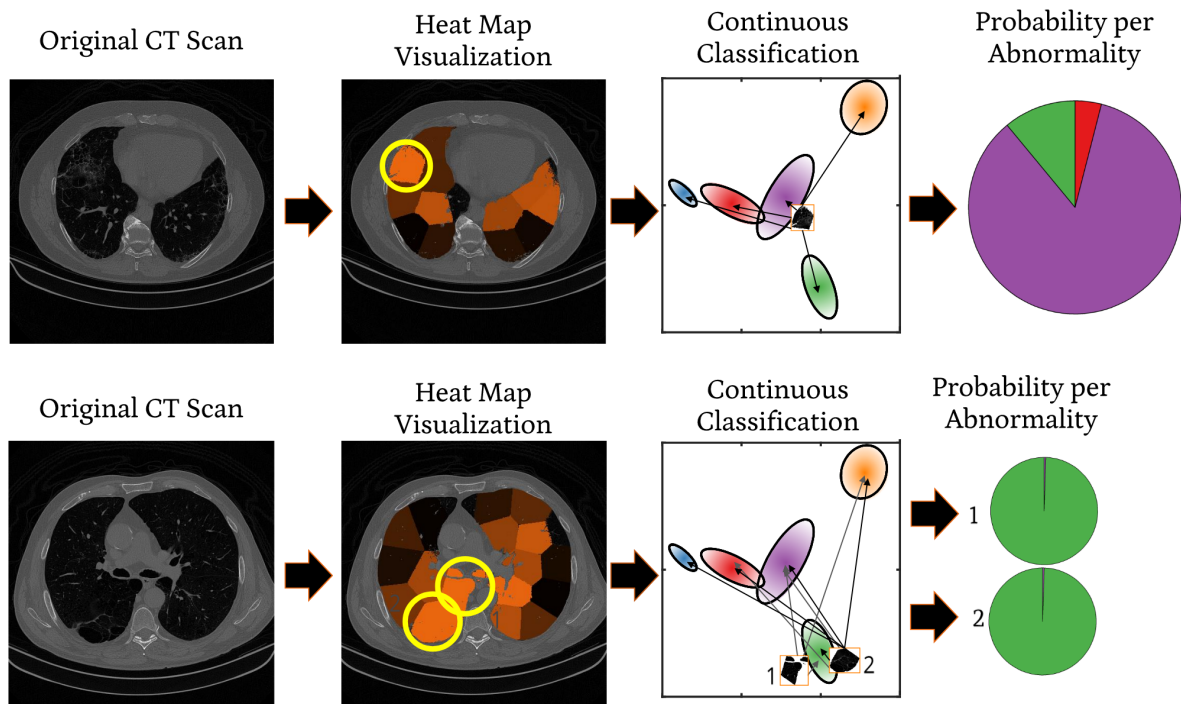 Original CT Scan
Heat Map
Visualization
Continuous
Classification
Probability per
Abnormality
Original CT Scan
Heat Map
Visualization
Continuous
Classification
Probability per
Abnormality
1
2
1
2